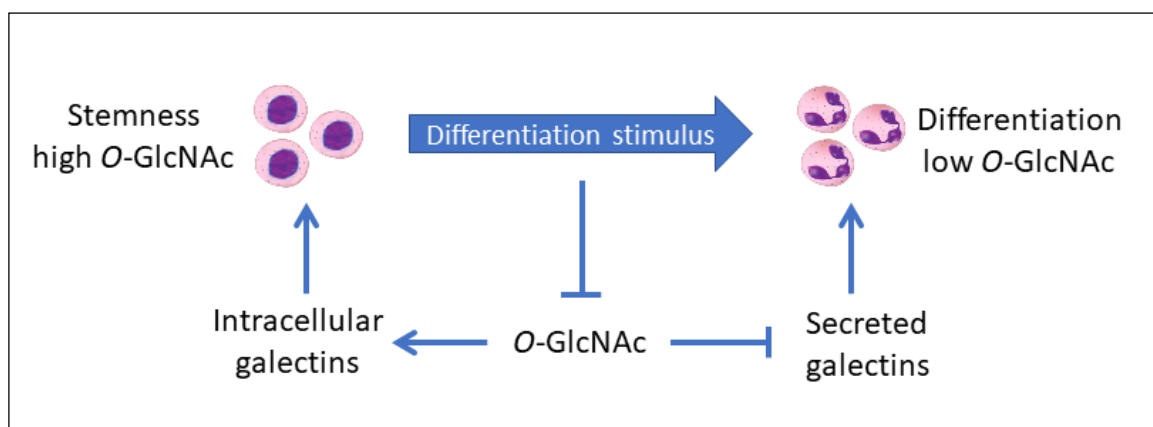 Stemness
high O-GlcNAc
Differentiation stimulus
Differentiation
low O-GlcNAc
Intracellular
galectins
O-GlcNAc
Secreted
galectins